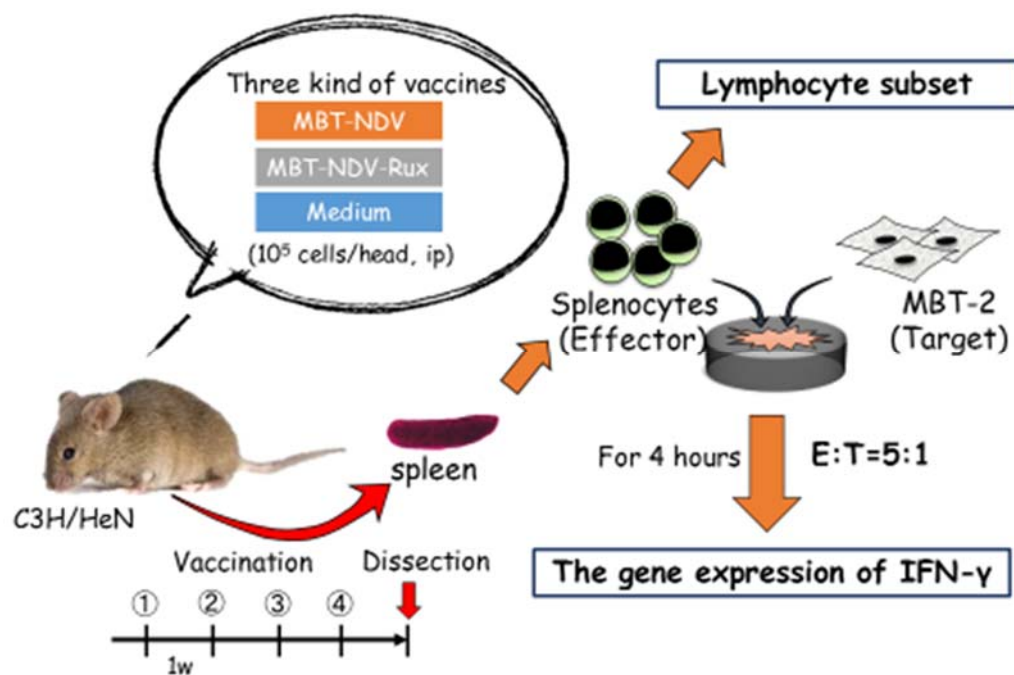 Three kind of vaccines
MBT-NDV
MBT-NDV-Rux
Medium
(10⁵ cells/head, ip)
Lymphocyte subset
Splenocytes
(Effector)
MBT-2
(Target)
C3H/HeN
spleen
For 4 hours
E:T=5:1
Vaccination
Dissection
① ② ③ ④
1w
The gene expression of IFN-γ